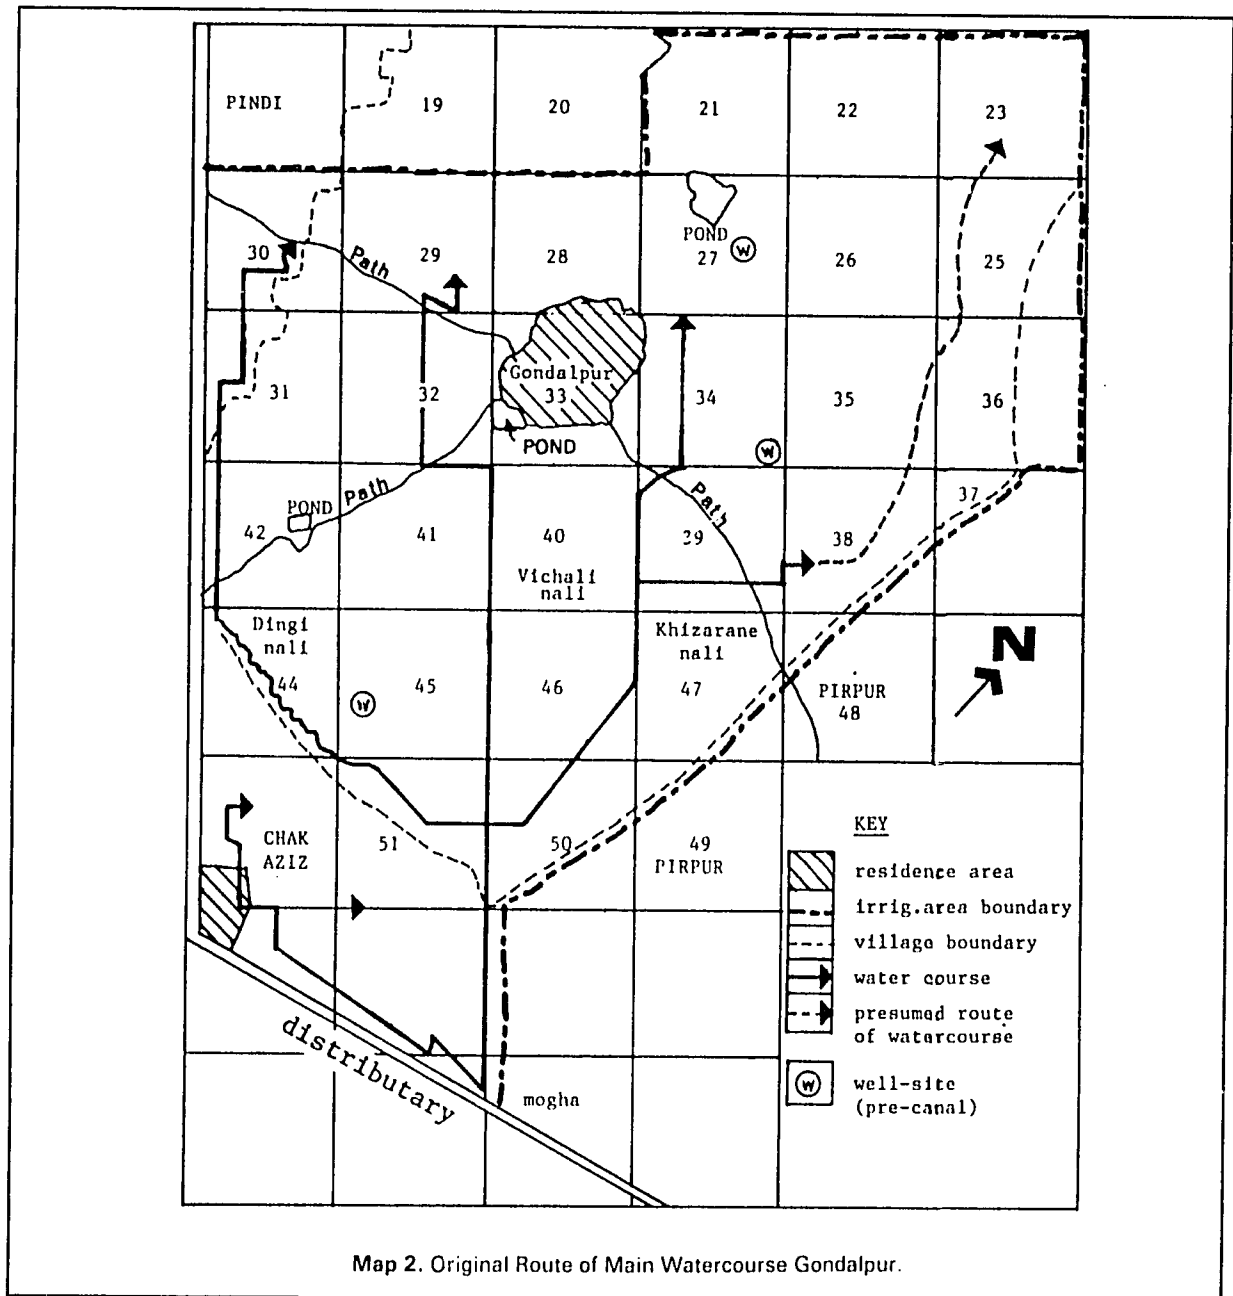 PINDI
19
20
21
22
23
POND
30
Path
29
28
27
W
26
25
31
32
Gondalpur
33
34
35
36
POND
W
42
POND
Path
41
40
Path
39
38
37
Vichali
nali
Dingi
nali
Khizarane
nali
N
44
W
45
46
47
PIRPUR
48
CHAK
AZIZ
51
50
49
PIRPUR
KEY
residence area
irrig.area boundary
village boundary
water course
presumed route
of watercourse
W
well-site
(pre-canal)
distributary
mogha
Map 2. Original Route of Main Watercourse Gondalpur.